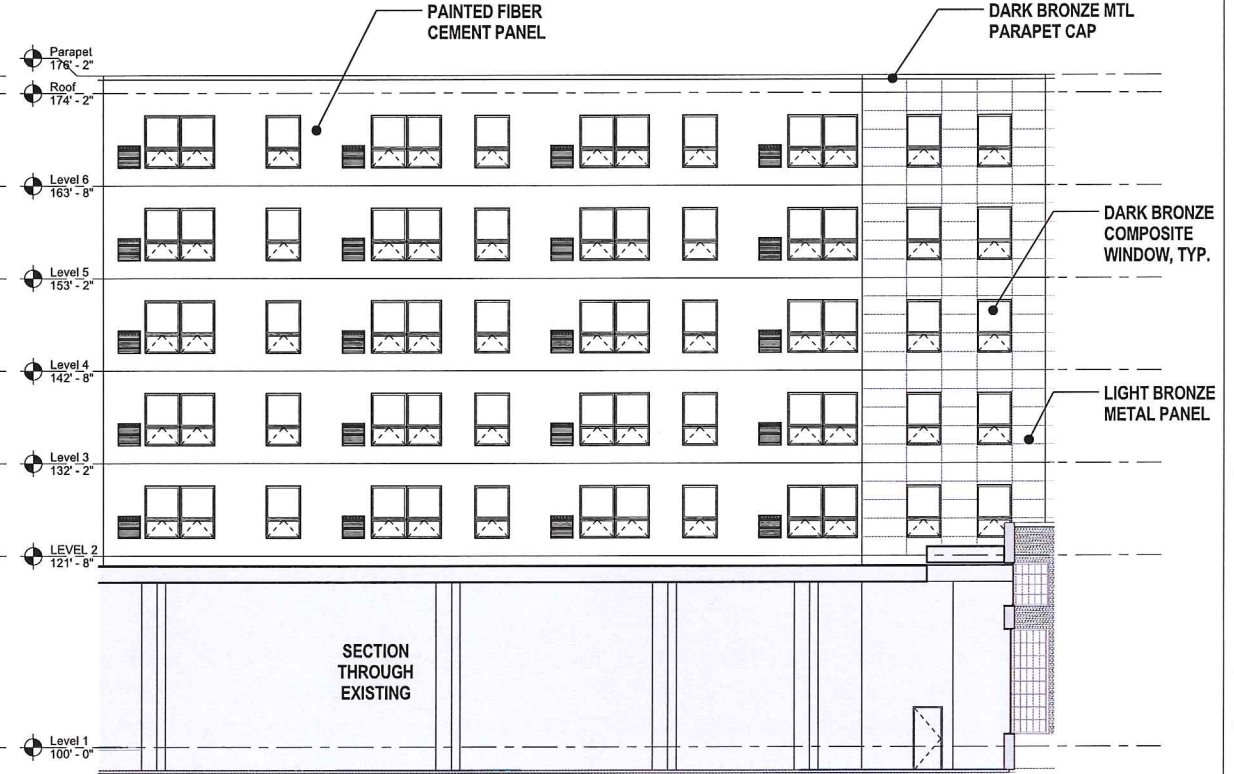 PAINTED FIBER
CEMENT PANEL
DARK BRONZE MTL
PARAPET CAP
Parapet
176' - 2"
Roof
174' - 2"
Level 6
163' - 8"
Level 5
153' - 2"
DARK BRONZE
COMPOSITE
WINDOW, TYP.
Level 4
142' - 8"
LIGHT BRONZE
METAL PANEL
Level 3
132' - 2"
LEVEL 2
121' - 8"
SECTION
THROUGH
EXISTING
Level 1
100' - 0"